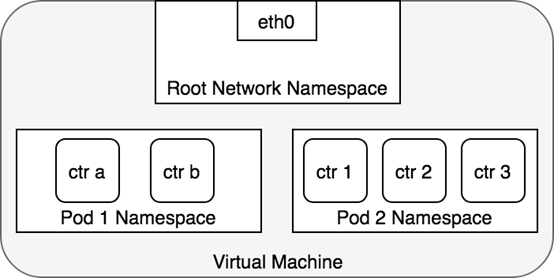 eth0
Root Network Namespace
ctr a
ctr b
Pod 1 Namespace
ctr 1
ctr 2
ctr 3
Pod 2 Namespace
Virtual Machine